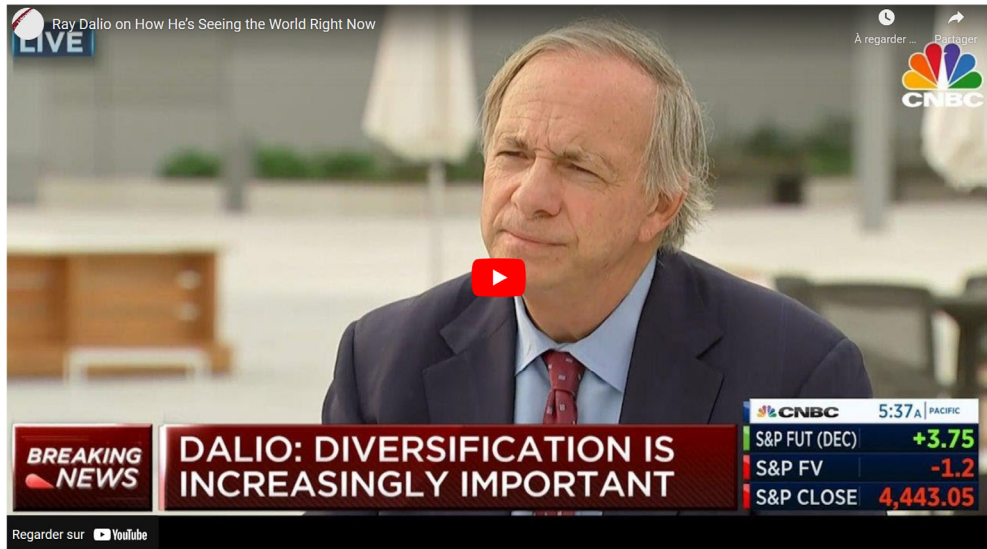 Ray Dalio on How He's Seeing the World Right Now
À regarder ...
Partager
LIVE
CNBC
BREAKING NEWS
DALIO: DIVERSIFICATION IS
INCREASINGLY IMPORTANT
CNBC 5:37A PACIFIC
S&P FUT (DEC) +3.75
S&P FV -1.2
S&P CLOSE 4,443.05
Regarder sur YouTube